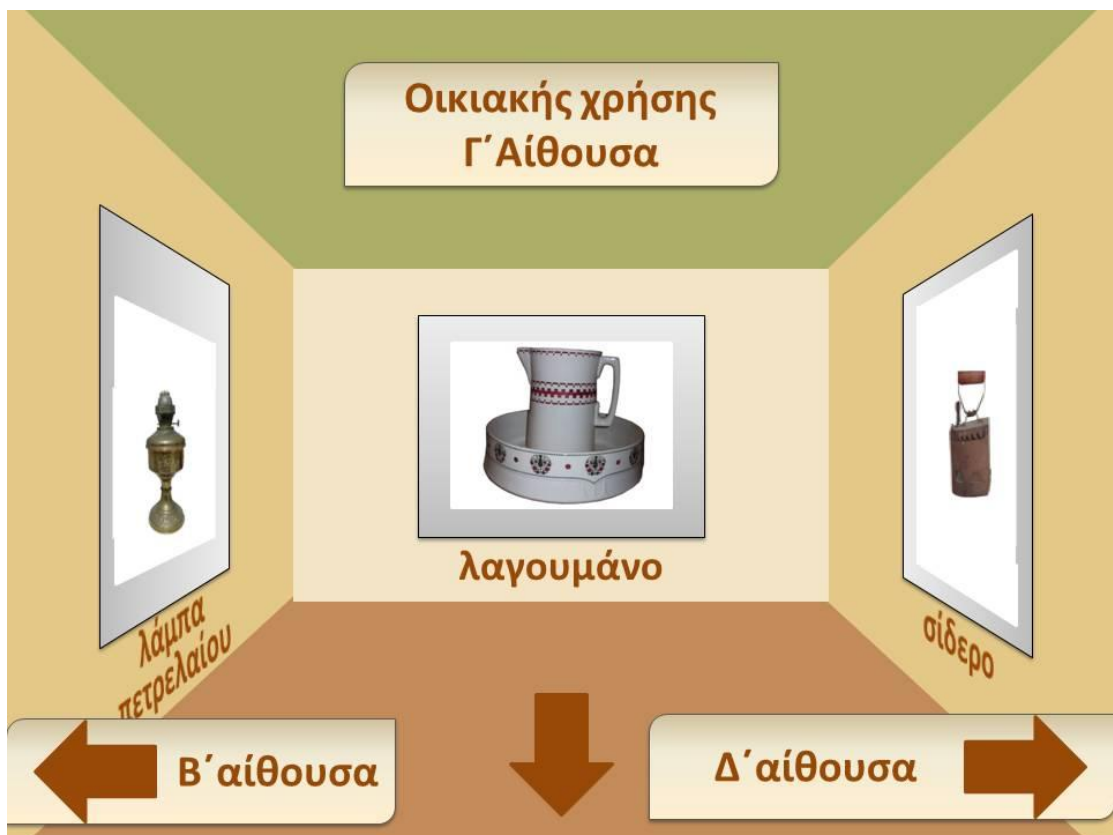 Οικιακής χρήσης
Γ΄Αίθουσα
λαγουμάνο
λάμπα
πετρελαίου
σίδερο
Β΄αίθουσα
Δ΄αίθουσα